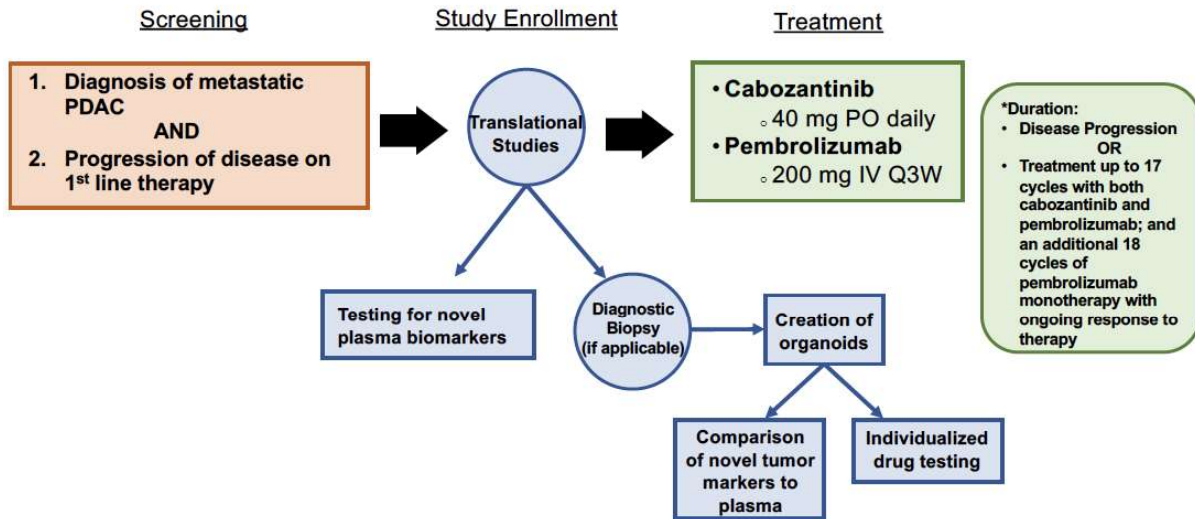 Screening
Study Enrollment
Treatment
1. Diagnosis of metastatic
PDAC
AND
2. Progression of disease on
1st line therapy
Translational
Studies
• Cabozantinib
○ 40 mg PO daily
• Pembrolizumab
○ 200 mg IV Q3W
*Duration:
• Disease Progression
OR
• Treatment up to 17
cycles with both
cabozantinib and
pembrolizumab; and
an additional 18
cycles of
pembrolizumab
monotherapy with
ongoing response to
therapy
Testing for novel
plasma biomarkers
Diagnostic
Biopsy
(if applicable)
Creation of
organoids
Comparison
of novel tumor
markers to
plasma
Individualized
drug testing